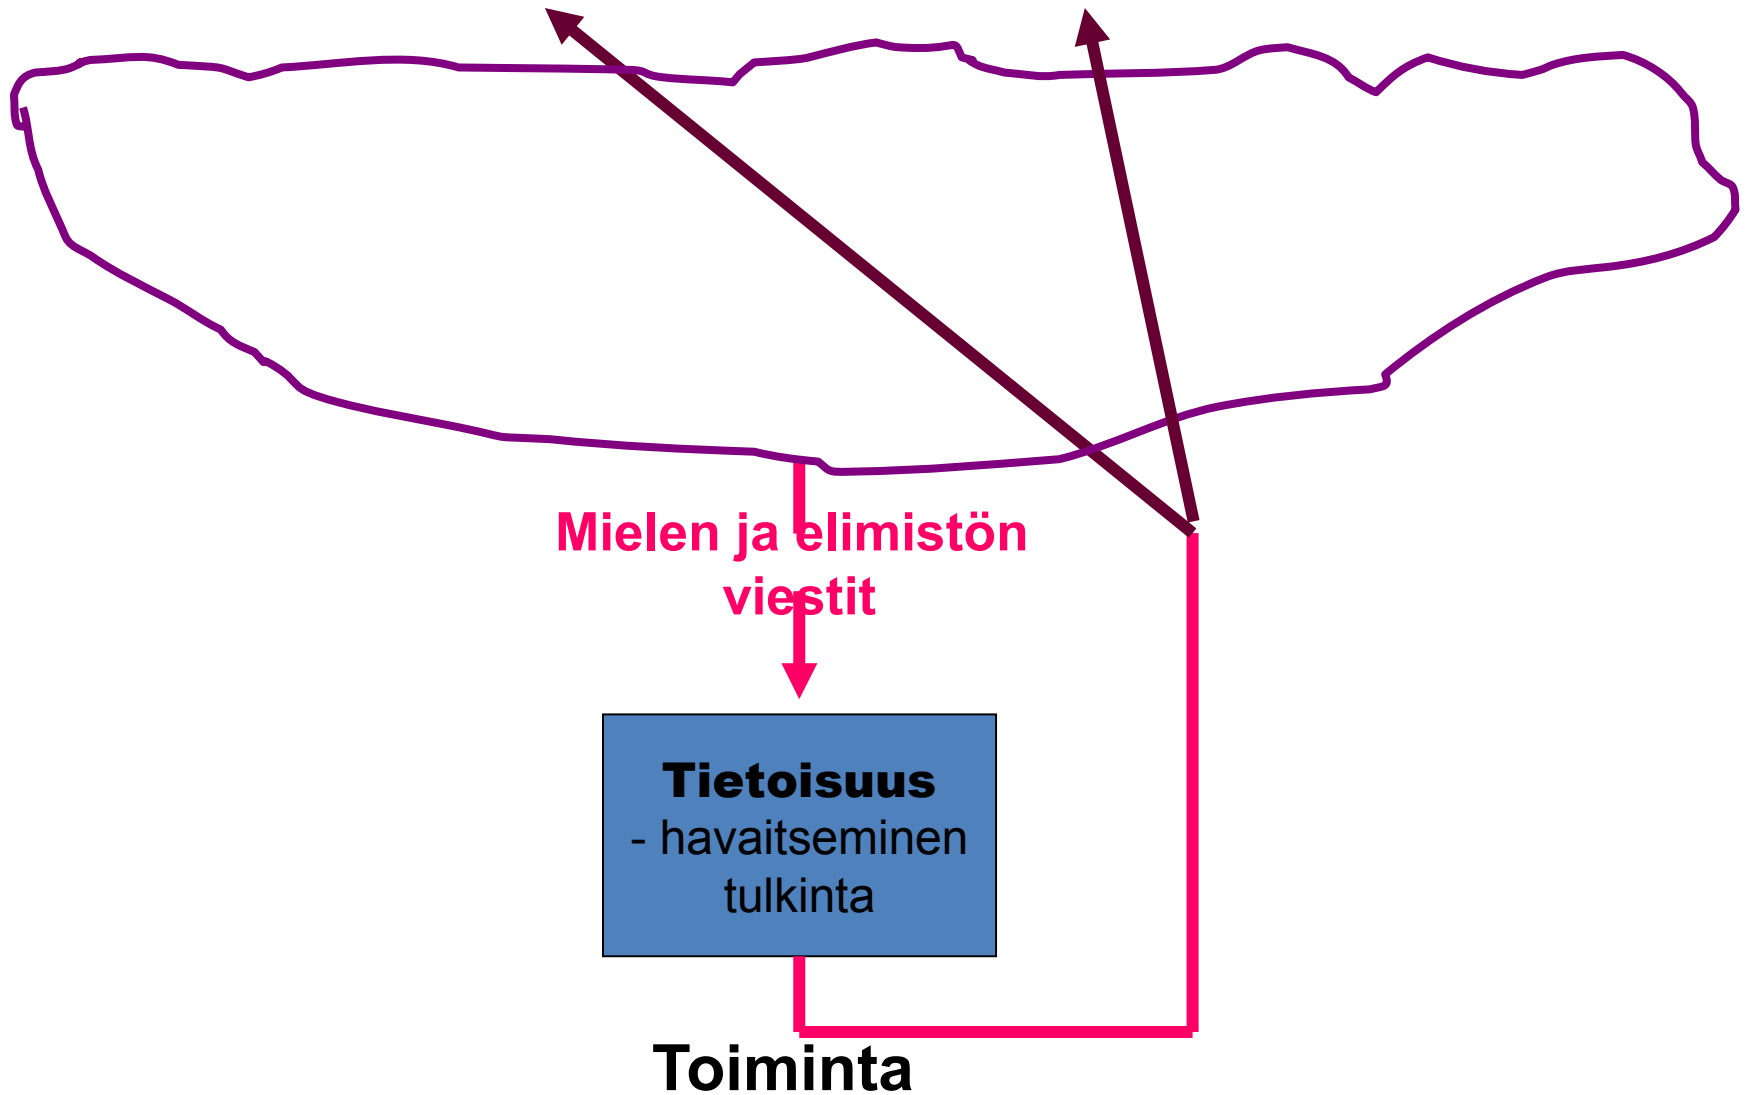 Mielen ja elimistön
viestit
Tietoisuus
- havaitseminen
tulkinta
Toiminta